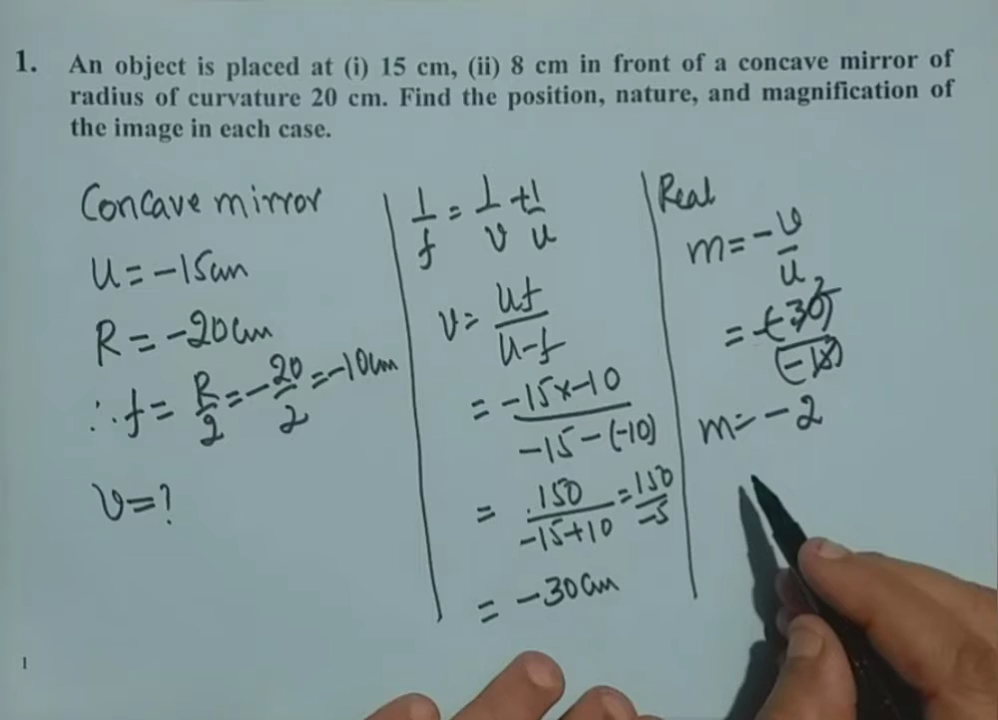 1. An object is placed at (i) 15 cm, (ii) 8 cm in front of a concave mirror of
radius of curvature 20 cm. Find the position, nature, and magnification of
the image in each case.
Concave mirror
u = -15cm
R = -20cm
∴ f = R/2 = -20/2 = -10cm
v = ?
1/f = 1/v + 1/u
v = uf/u-f
= -15×-10/-15-(-10)
= 150/-15+10 = 150/-5
= -30cm
Real
m = -v/u
m = -2
1